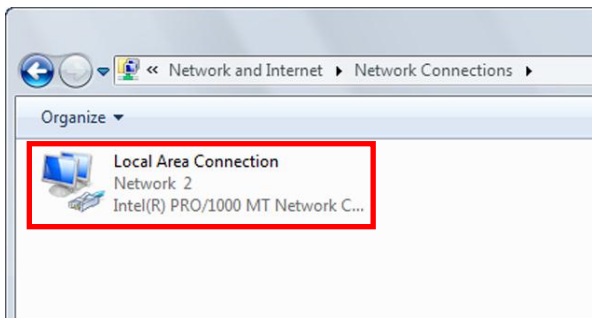 « Network and Internet ▸ Network Connections ▸
Organize ▾
Local Area Connection
Network 2
Intel(R) PRO/1000 MT Network C...